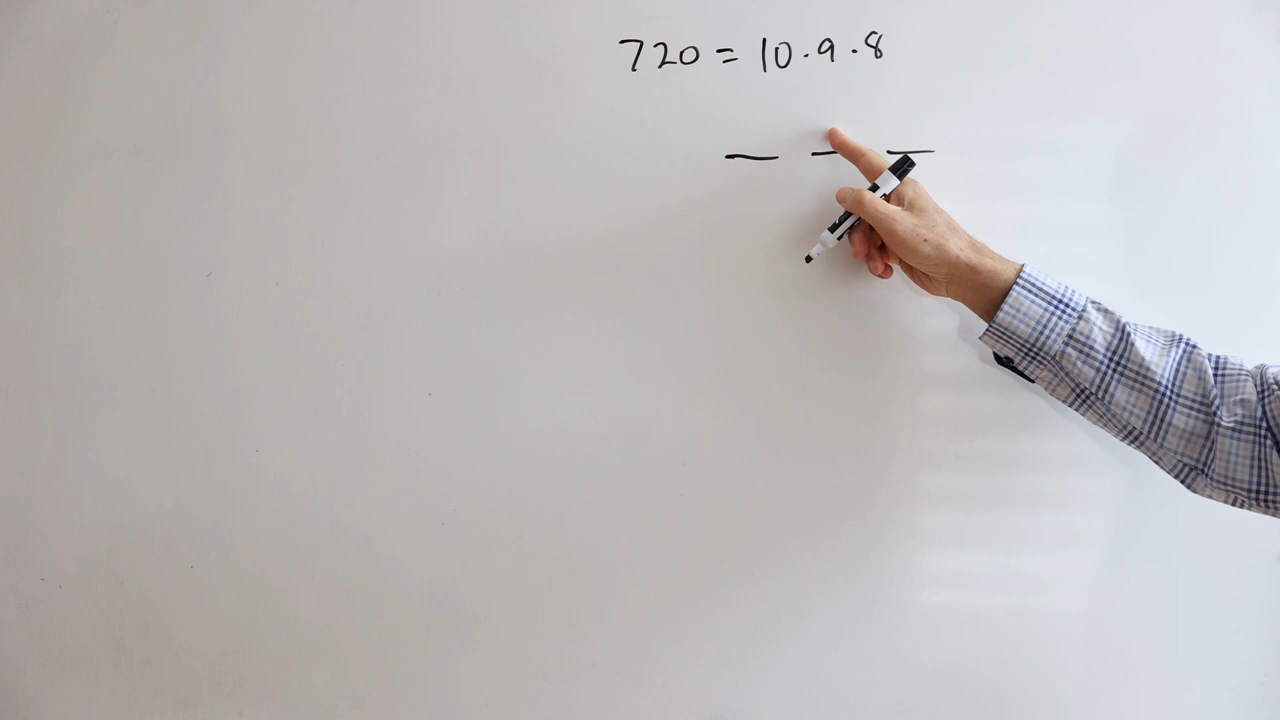 720 = 10·9·8
_ _ _